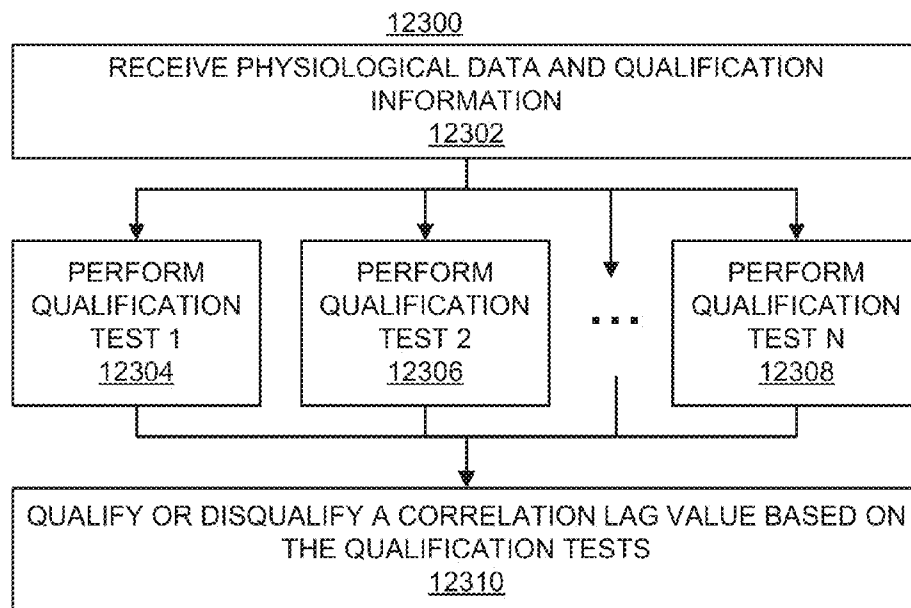 12300
RECEIVE PHYSIOLOGICAL DATA AND QUALIFICATION
INFORMATION
12302
PERFORM
QUALIFICATION
TEST 1
12304
PERFORM
QUALIFICATION
TEST 2
12306
...
PERFORM
QUALIFICATION
TEST N
12308
QUALIFY OR DISQUALIFY A CORRELATION LAG VALUE BASED ON
THE QUALIFICATION TESTS
12310